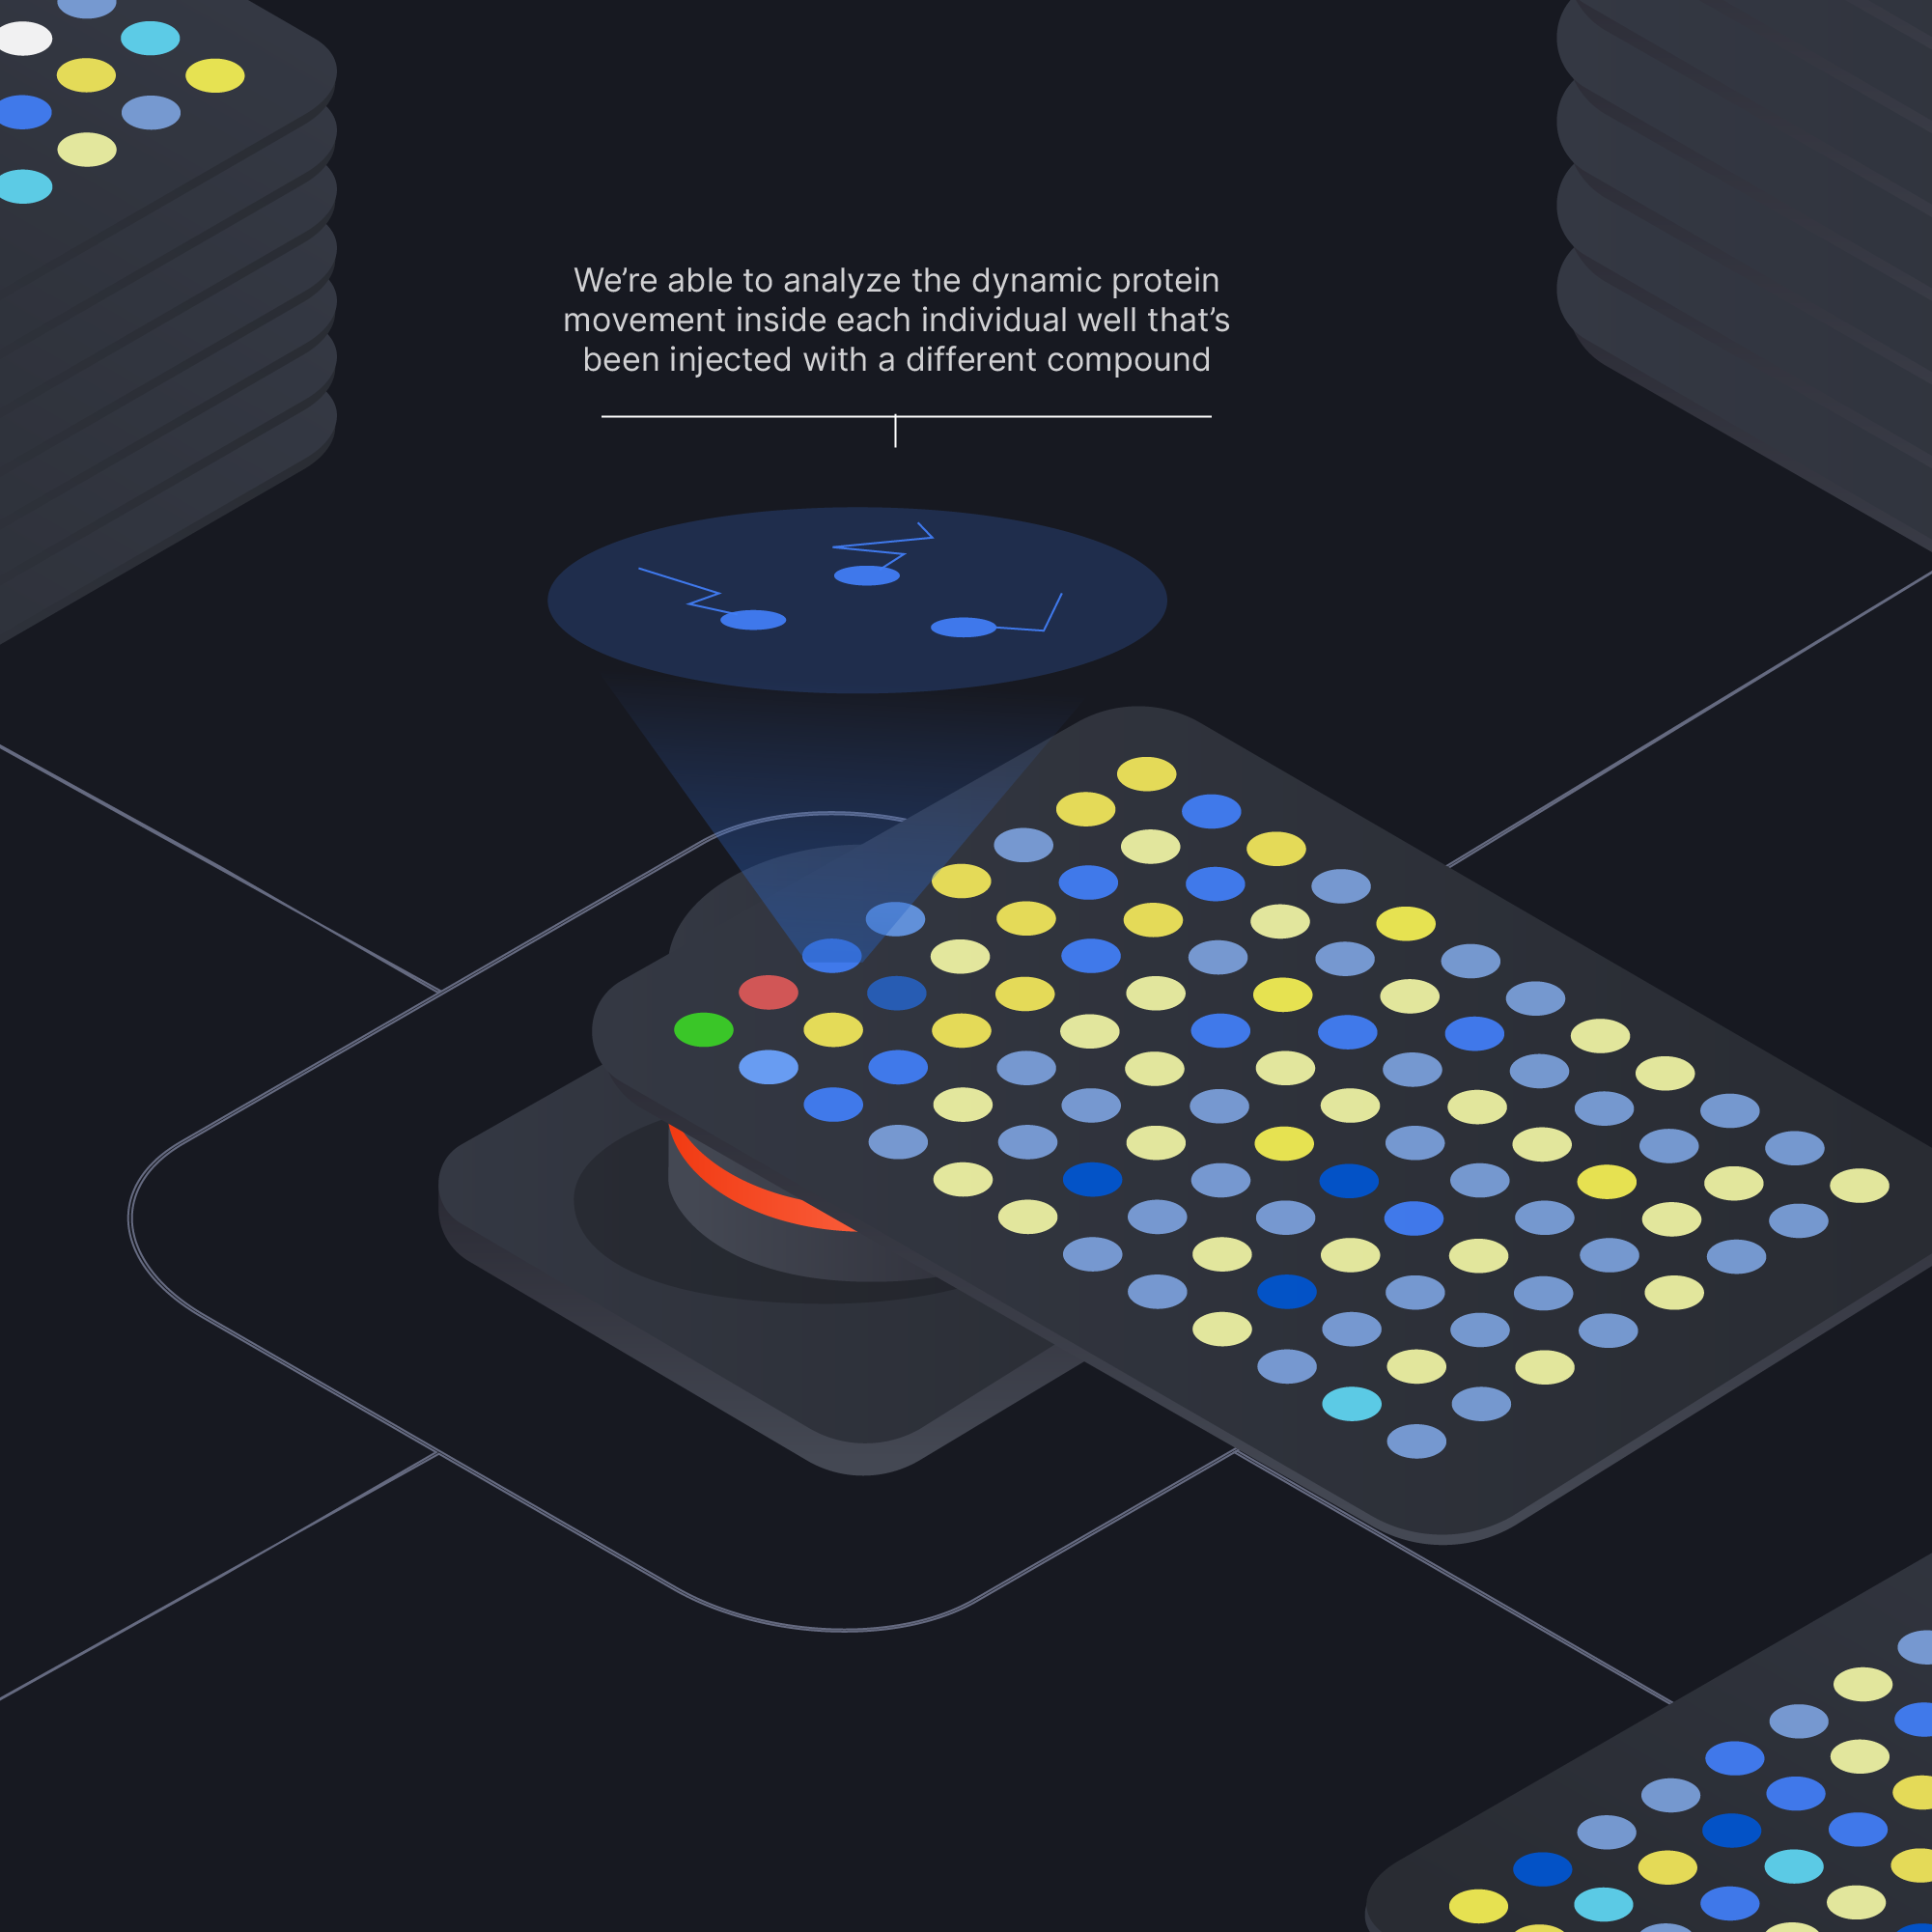 We’re able to analyze the dynamic protein
movement inside each individual well that’s
been injected with a different compound